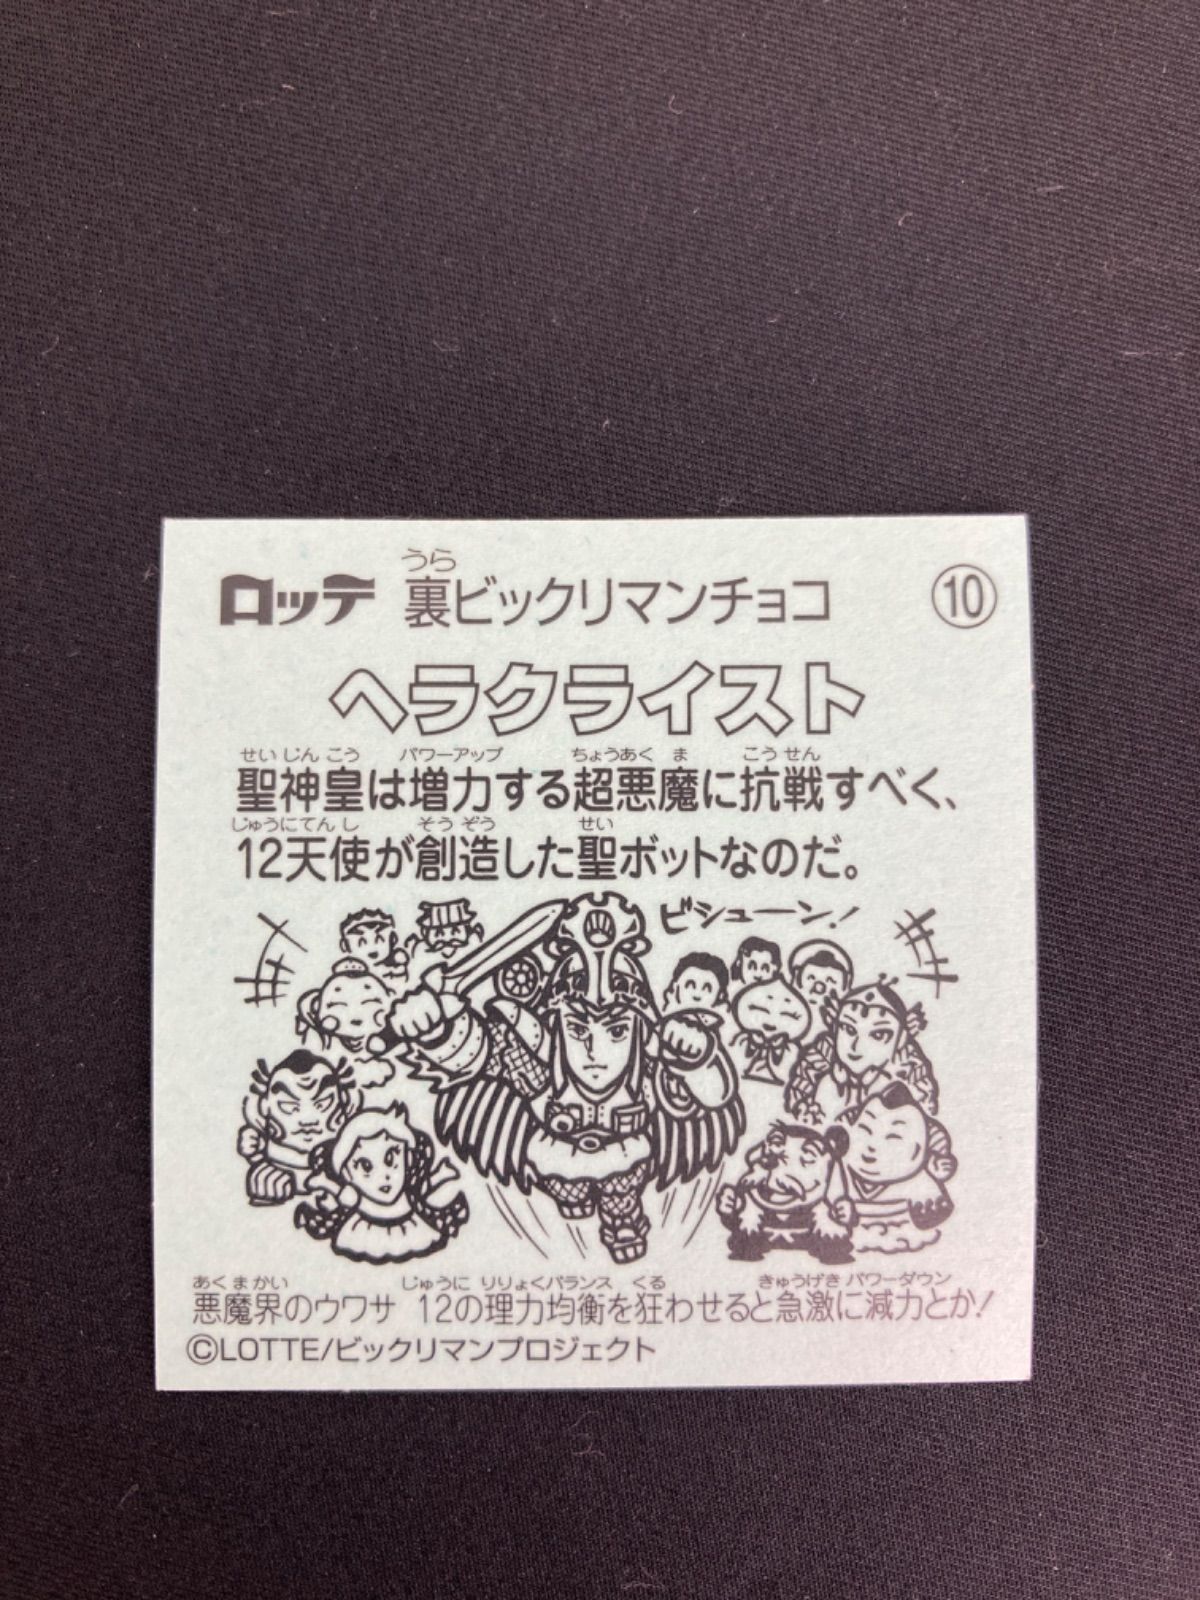 ロッテ 裏ビックリマンチョコ ⑩
うら
ヘラクライスト
せいじんこう パワーアップ ちょうあくま こうせん
聖神皇は増力する超悪魔に抗戦すべく、
じゅうにてんし そうぞう せい
12天使が創造した聖ボットなのだ。
ビシューン!
あくまかい じゅうに りりょくバランス くる きゅうげき パワーダウン
悪魔界のウワサ 12の理力均衡を狂わせると急激に減力とか!
©LOTTE/ビックリマンプロジェクト